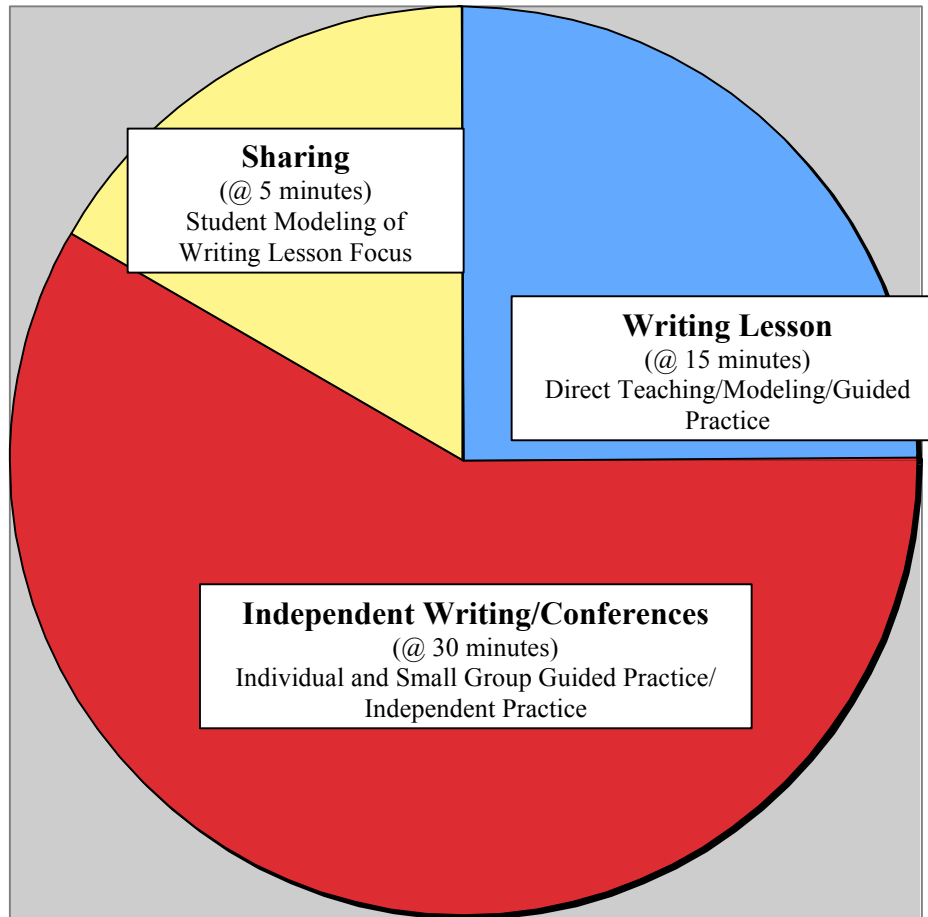 Sharing
(@ 5 minutes)
Student Modeling of
Writing Lesson Focus
Writing Lesson
(@ 15 minutes)
Direct Teaching/Modeling/Guided
Practice
Independent Writing/Conferences
(@ 30 minutes)
Individual and Small Group Guided Practice/
Independent Practice